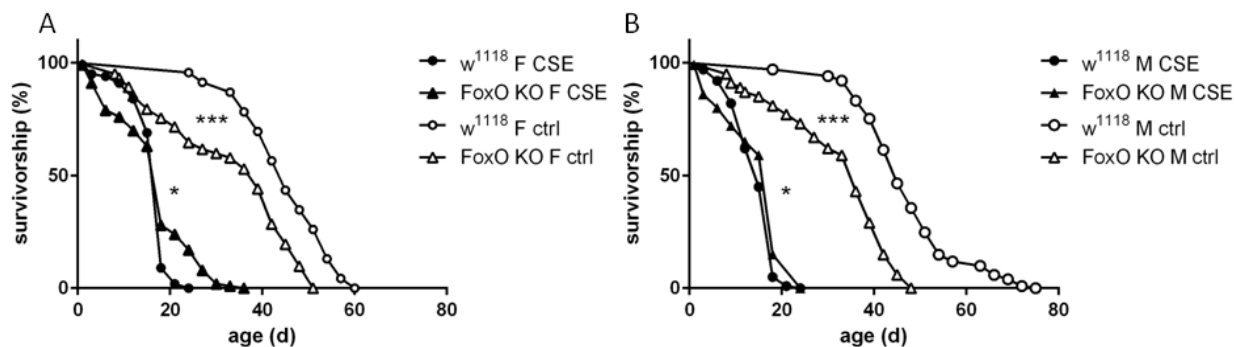 A
survivorship (%)
100
50
0
0 20 40 60 80
age (d)
***
*
w¹¹¹⁸ F CSE
FoxO KO F CSE
w¹¹¹⁸ F ctrl
FoxO KO F ctrl
B
survivorship (%)
100
50
0
0 20 40 60 80
age (d)
***
*
w¹¹¹⁸ M CSE
FoxO KO M CSE
w¹¹¹⁸ M ctrl
FoxO KO M ctrl